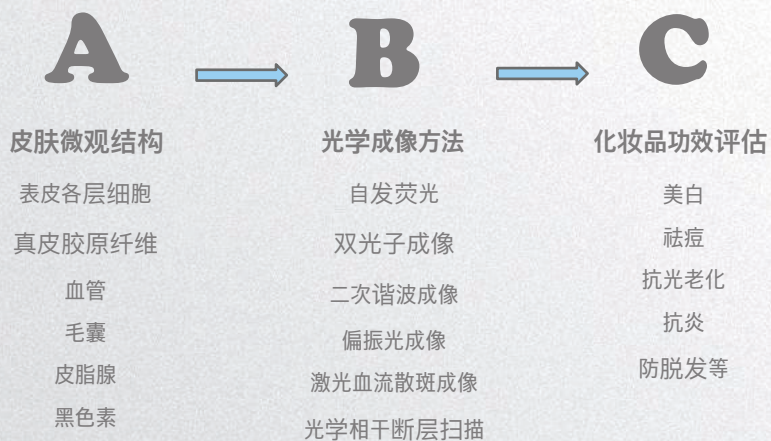 A
B
C
皮肤微观结构
光学成像方法
化妆品功效评估
表皮各层细胞
真皮胶原纤维
血管
毛囊
皮脂腺
黑色素
自发荧光
双光子成像
二次谐波成像
偏振光成像
激光血流散斑成像
光学相干断层扫描
美白
祛痘
抗光老化
抗炎
防脱发等